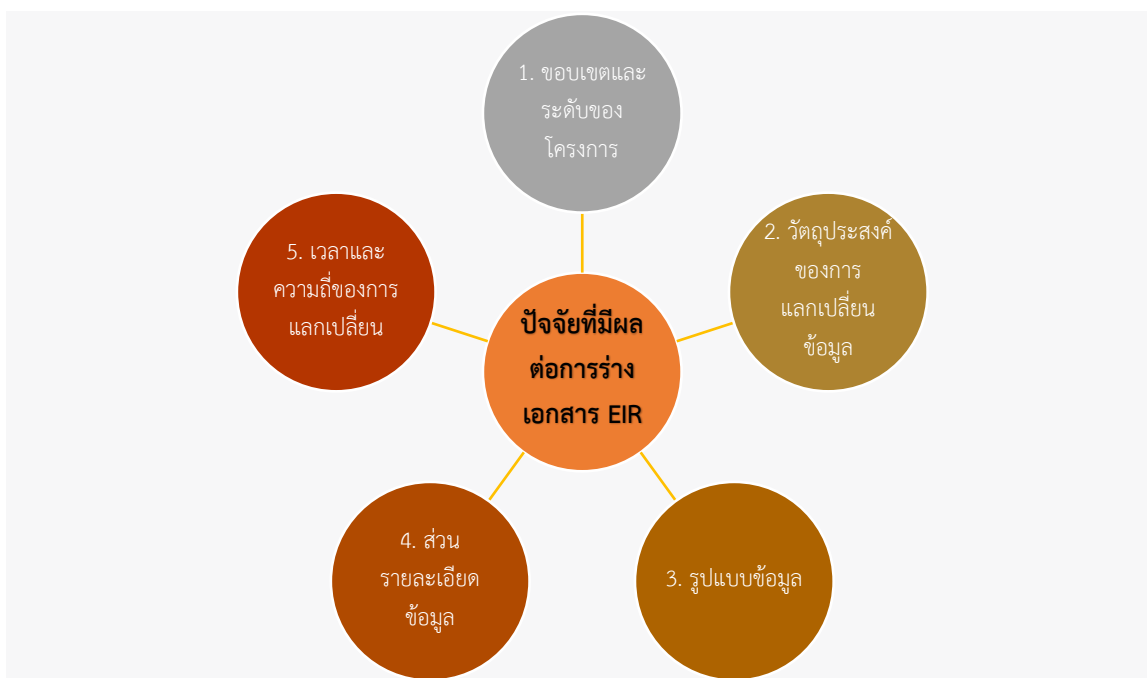 1. ขอบเขตและ
ระดับของ
โครงการ
2. วัตถุประสงค์
ของการ
แลกเปลี่ยน
ข้อมูล
3. รูปแบบข้อมูล
4. ส่วน
รายละเอียด
ข้อมูล
5. เวลาและ
ความถี่ของการ
แลกเปลี่ยน
ปัจจัยที่มีผล
ต่อการร่าง
เอกสาร EIR